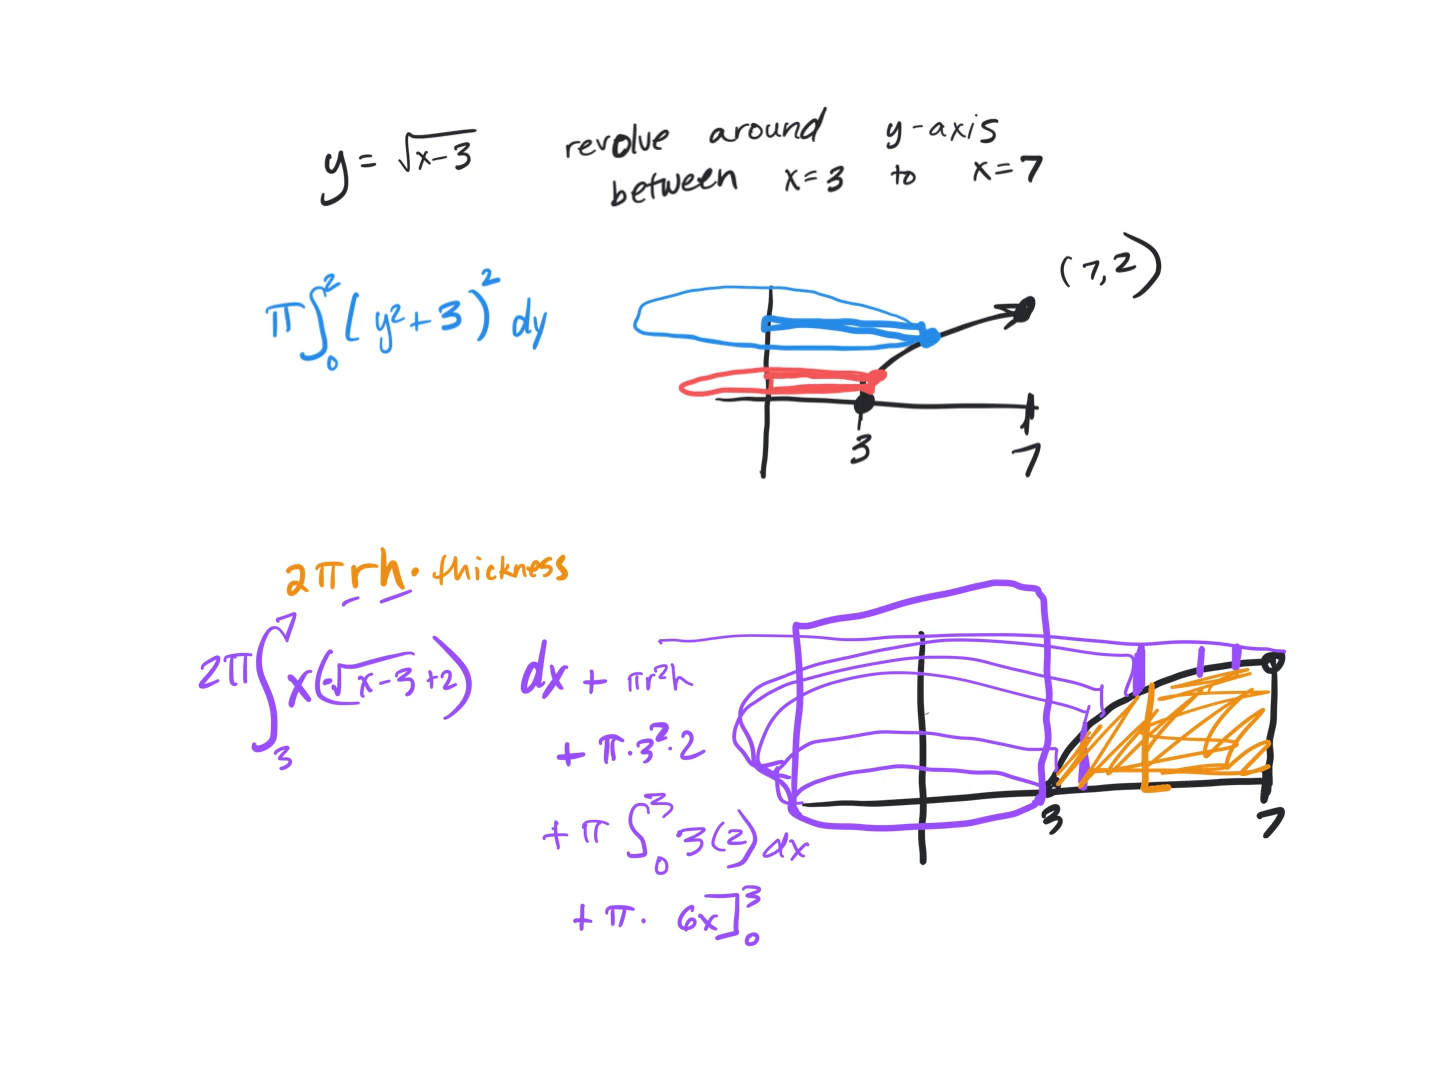 y = √(x-3) revolve around y-axis
between x=3 to x=7
(7,2)
π∫₀² (y²+3)² dy
3
7
2πrh · thickness
2π∫₃⁷ x(-√(x-3)+2) dx + πr²h
+ π·3²·2
+ π ∫₀³ 3(2) dx
+ π· 6x]₀³
3
7